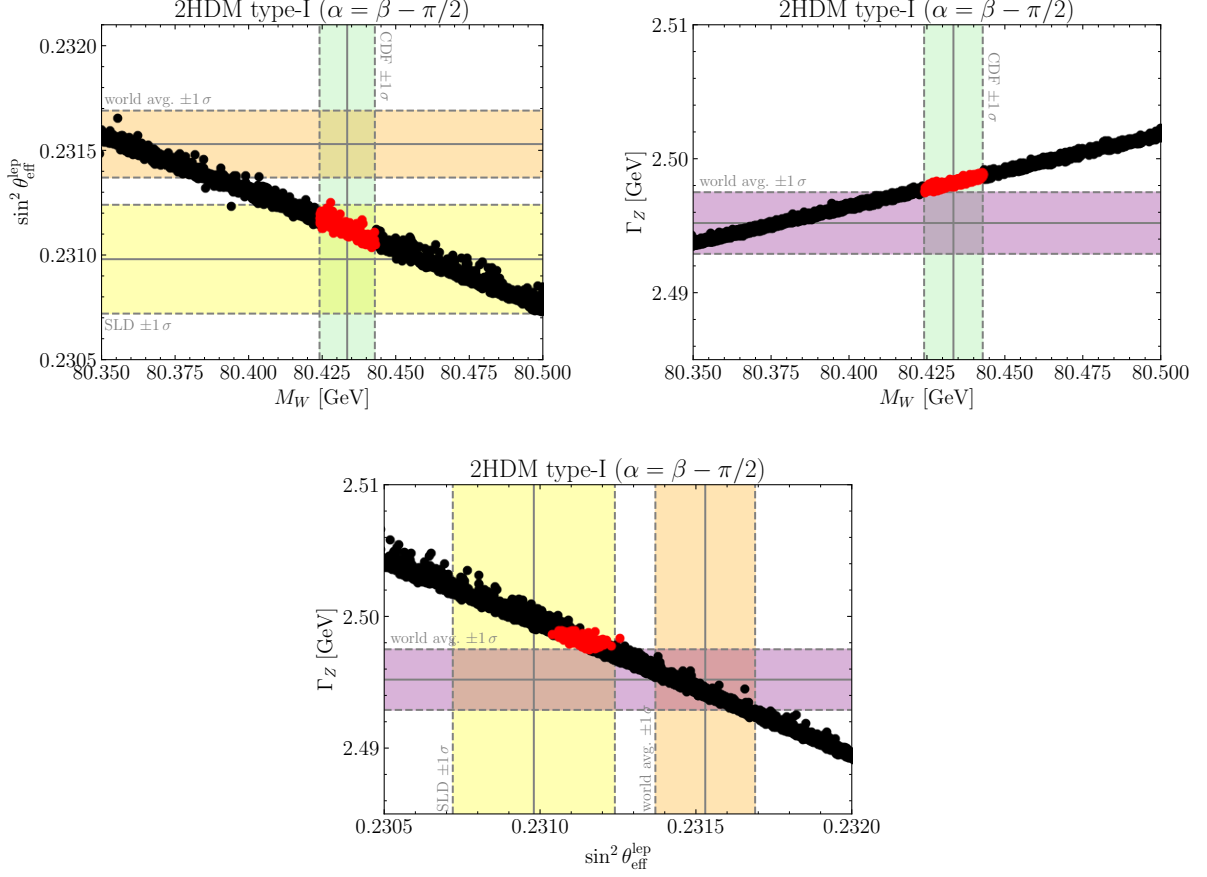 2HDM type-I (α = β − π/2)
0.2320
0.2315
0.2310
0.2305
sin² θ_eff^lep
world avg. ±1σ
SLD ±1σ
CDF ±1σ
80.350 80.375 80.400 80.425 80.450 80.475 80.500
M_W [GeV]
2HDM type-I (α = β − π/2)
2.51
2.50
2.49
Γ_Z [GeV]
world avg. ±1σ
CDF ±1σ
80.350 80.375 80.400 80.425 80.450 80.475 80.500
M_W [GeV]
2HDM type-I (α = β − π/2)
2.51
2.50
2.49
Γ_Z [GeV]
world avg. ±1σ
SLD ±1σ
world avg. ±1σ
0.2305 0.2310 0.2315 0.2320
sin² θ_eff^lep